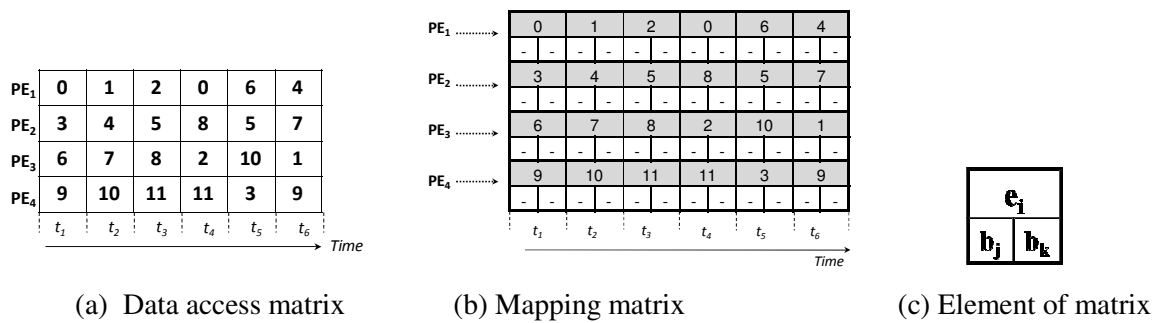 PE1 0 1 2 0 6 4
PE2 3 4 5 8 5 7
PE3 6 7 8 2 10 1
PE4 9 10 11 11 3 9
t1 t2 t3 t4 t5 t6
Time
PE1 0 1 2 0 6 4
- - - - - - - - - - - -
PE2 3 4 5 8 5 7
- - - - - - - - - - - -
PE3 6 7 8 2 10 1
- - - - - - - - - - - -
PE4 9 10 11 11 3 9
- - - - - - - - - - - -
t1 t2 t3 t4 t5 t6
Time
ei
bj bk
(a) Data access matrix
(b) Mapping matrix
(c) Element of matrix